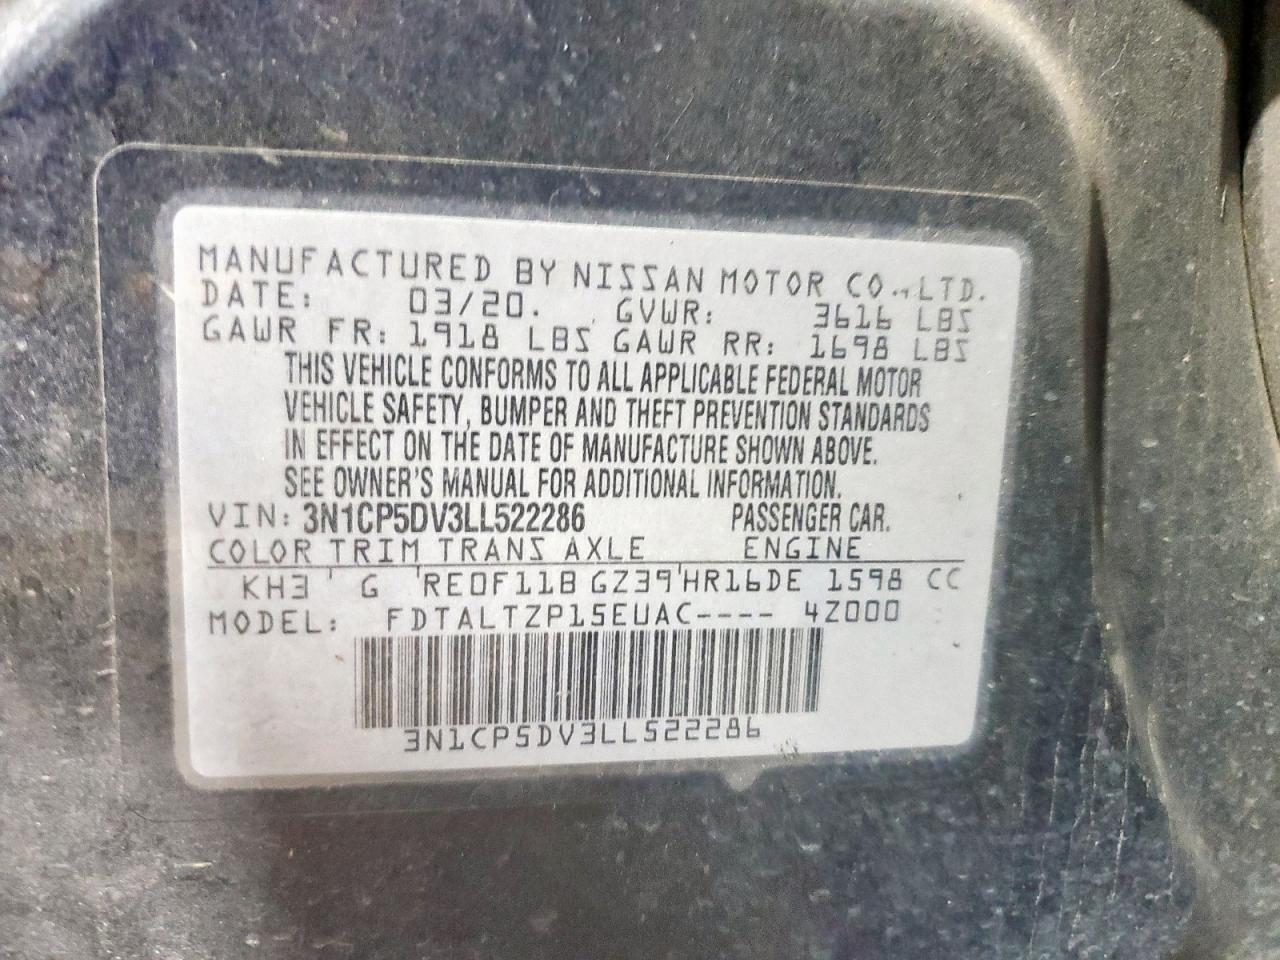 MANUFACTURED BY NISSAN MOTOR CO., LTD.
DATE: 03/20. GVWR: 3616 LBS
GAWR FR: 1918 LBS GAWR RR: 1698 LBS
THIS VEHICLE CONFORMS TO ALL APPLICABLE FEDERAL MOTOR
VEHICLE SAFETY, BUMPER AND THEFT PREVENTION STANDARDS
IN EFFECT ON THE DATE OF MANUFACTURE SHOWN ABOVE.
SEE OWNER'S MANUAL FOR ADDITIONAL INFORMATION.
VIN: 3N1CP5DV3LL522286 PASSENGER CAR.
COLOR TRIM TRANS AXLE ENGINE
KH3 ' G 'RE0F11B GZ39'HR16DE 1598 CC
MODEL: FDTALTZP15EUAC---- 4Z000
3N1CP5DV3LL522286